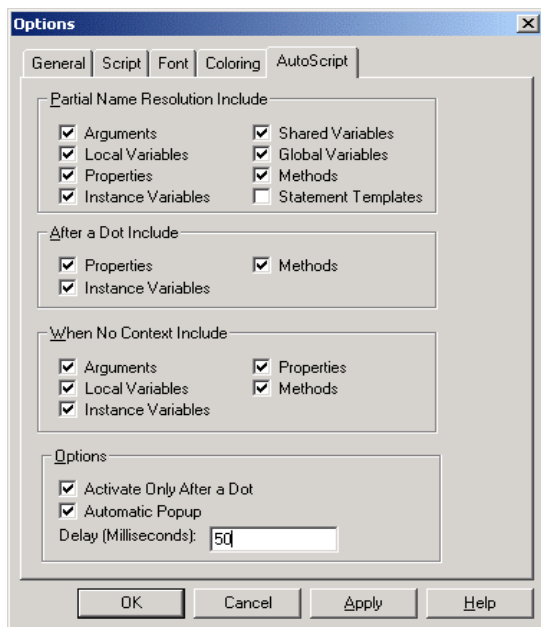 Options
General Script Font Coloring AutoScript
Partial Name Resolution Include
Arguments Shared Variables
Local Variables Global Variables
Properties Methods
Instance Variables Statement Templates
After a Dot Include
Properties Methods
Instance Variables
When No Context Include
Arguments Properties
Local Variables Methods
Instance Variables
Options
Activate Only After a Dot
Automatic Popup
Delay (Milliseconds): 50
OK Cancel Apply Help